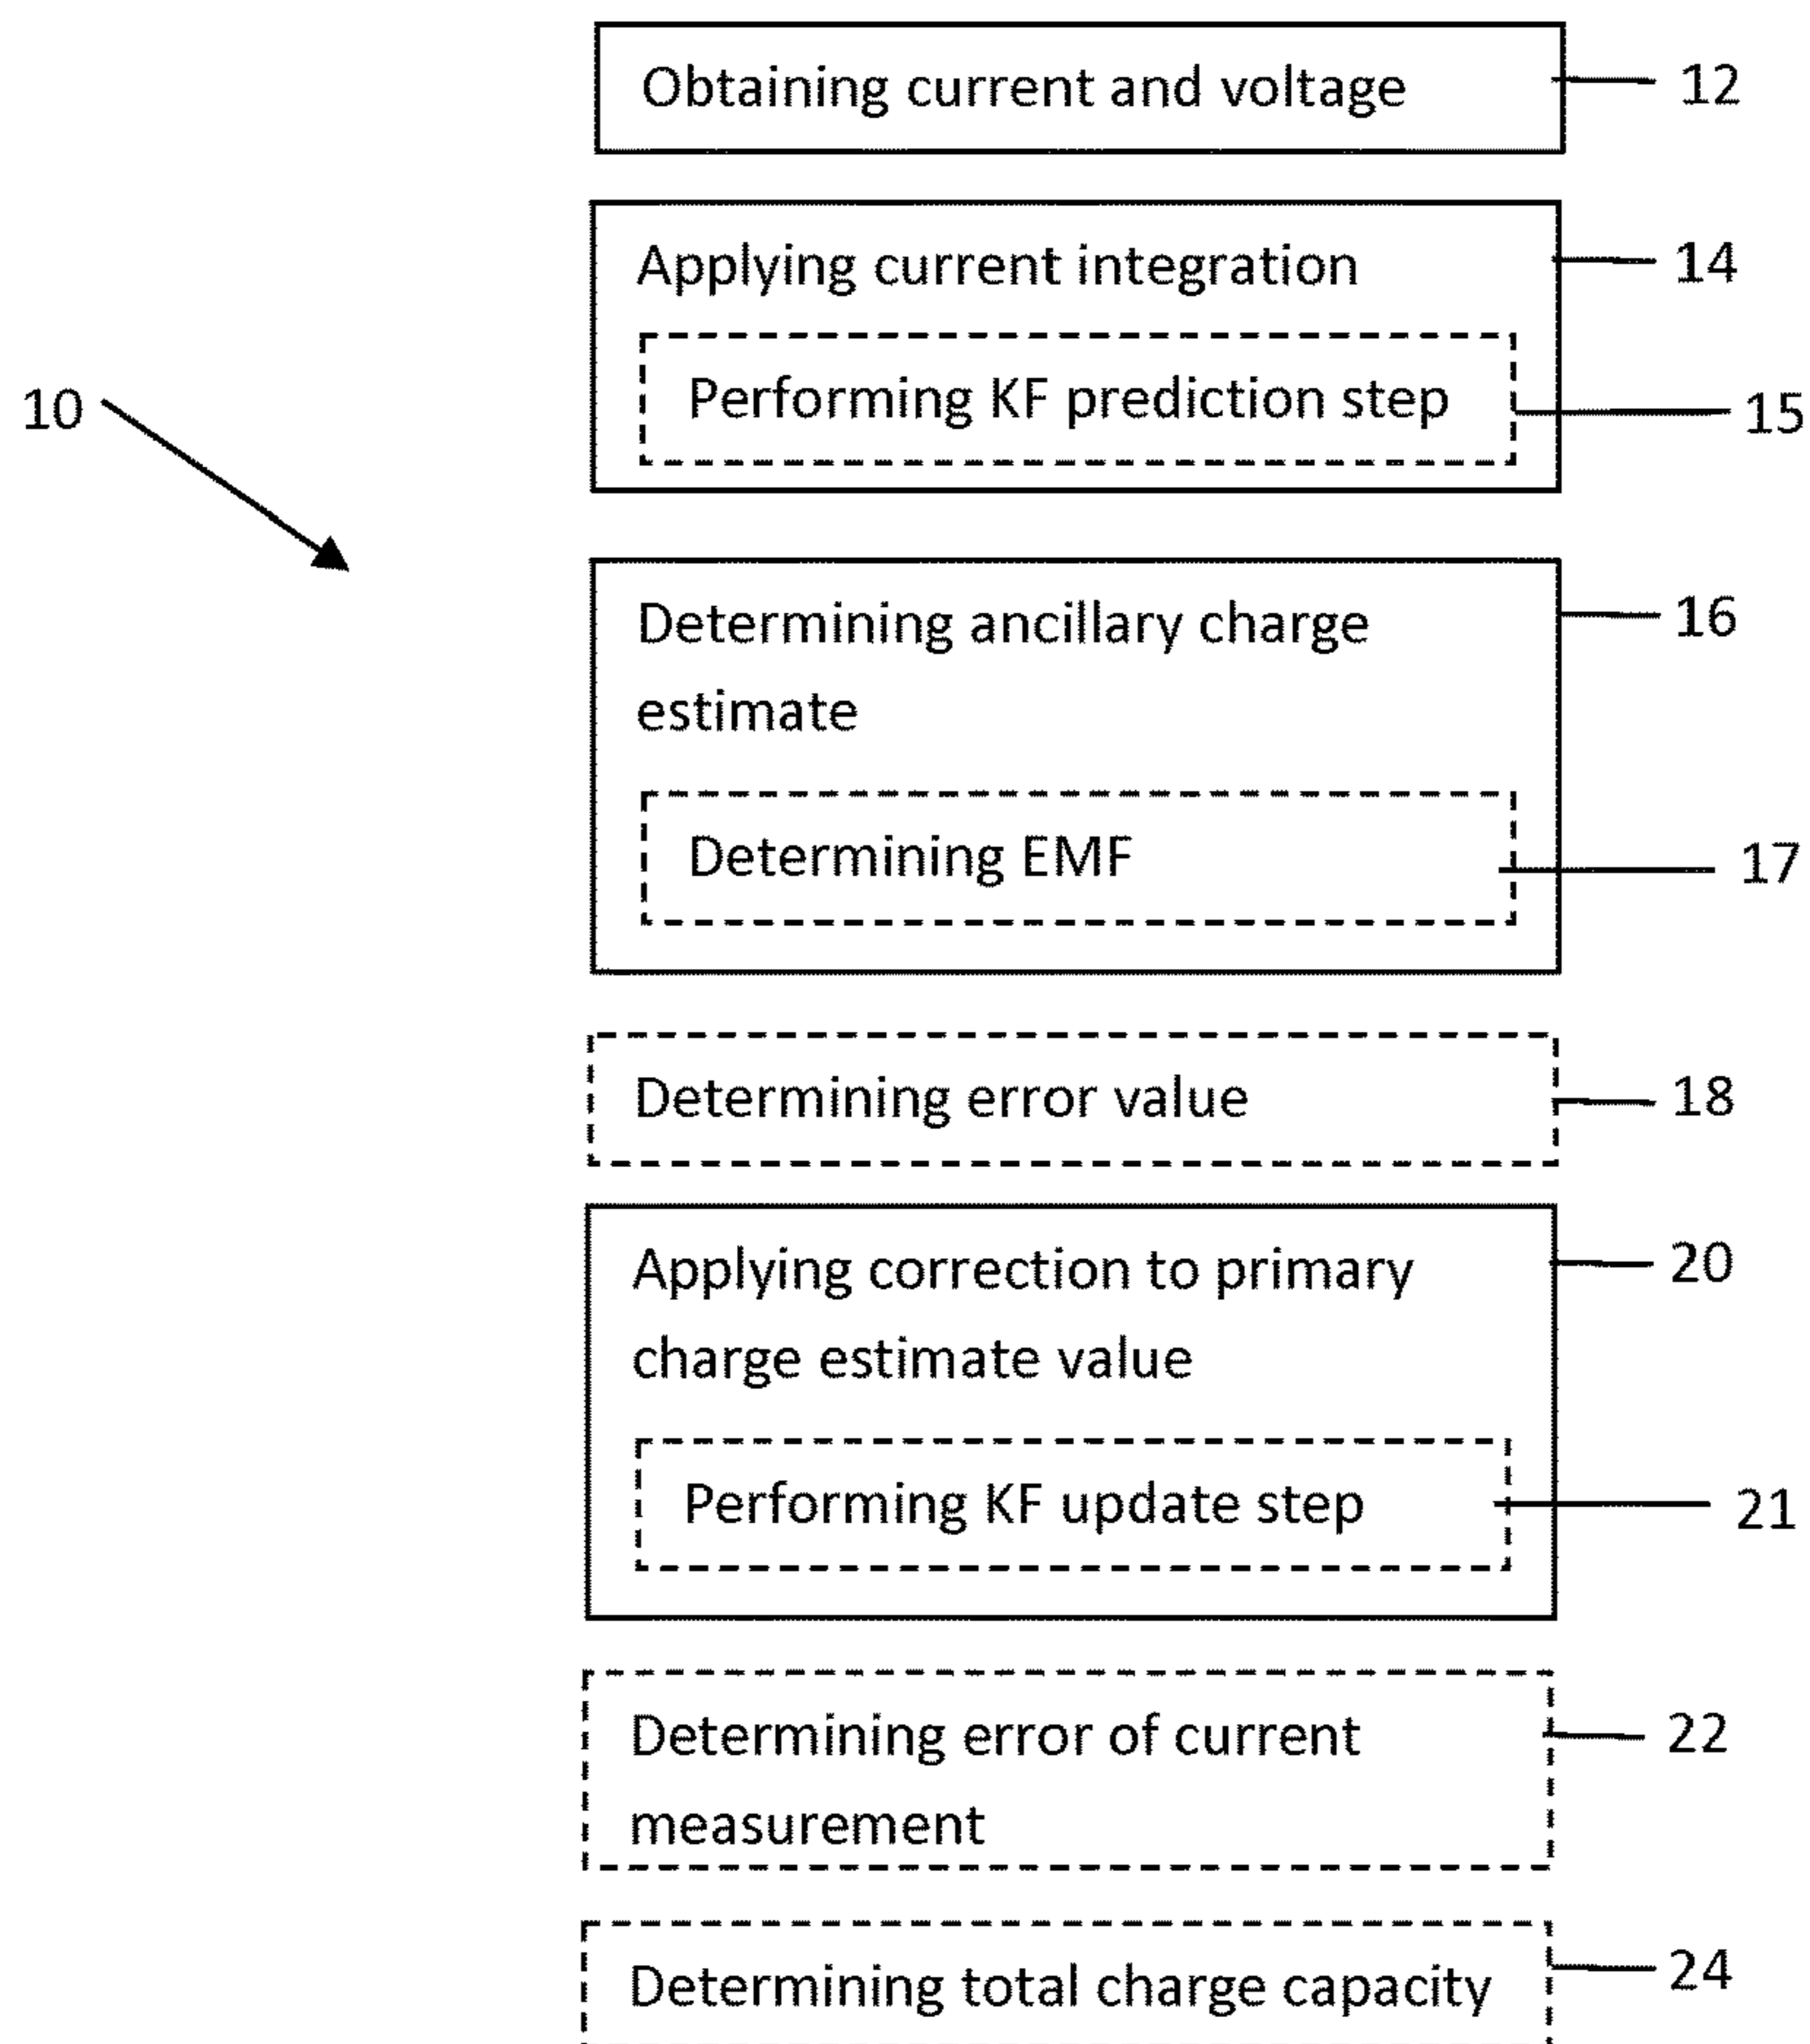 Obtaining current and voltage 12
Applying current integration 14
Performing KF prediction step 15
10
Determining ancillary charge 16
estimate
Determining EMF 17
Determining error value 18
Applying correction to primary 20
charge estimate value
Performing KF update step 21
Determining error of current 22
measurement
Determining total charge capacity 24